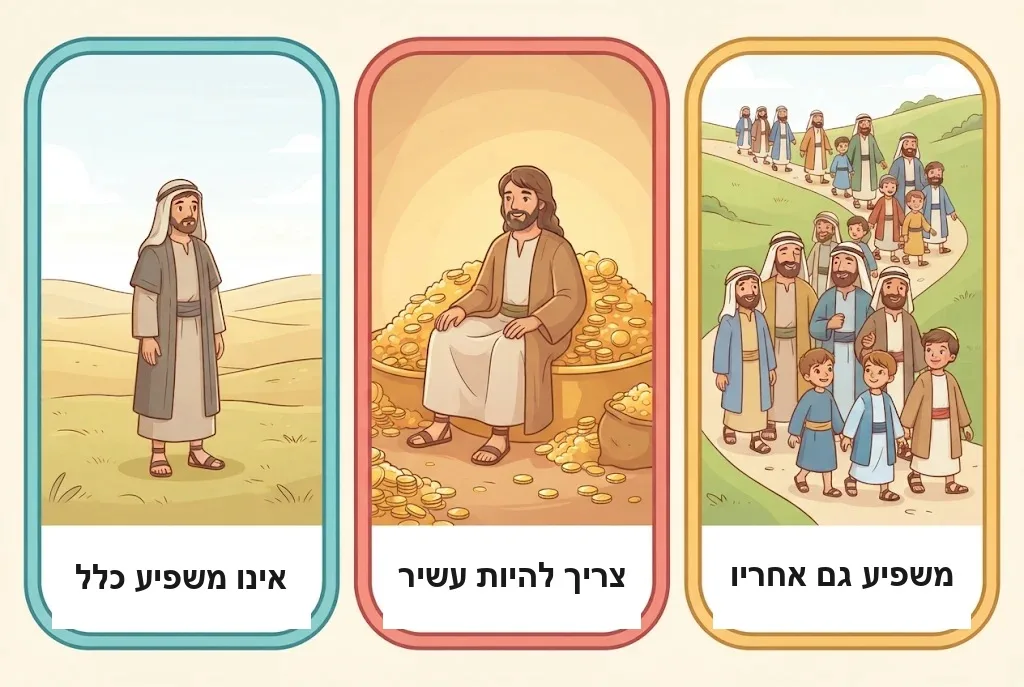 משפיע גם אחריו
צריך להיות עשיר
אינו משפיע כלל